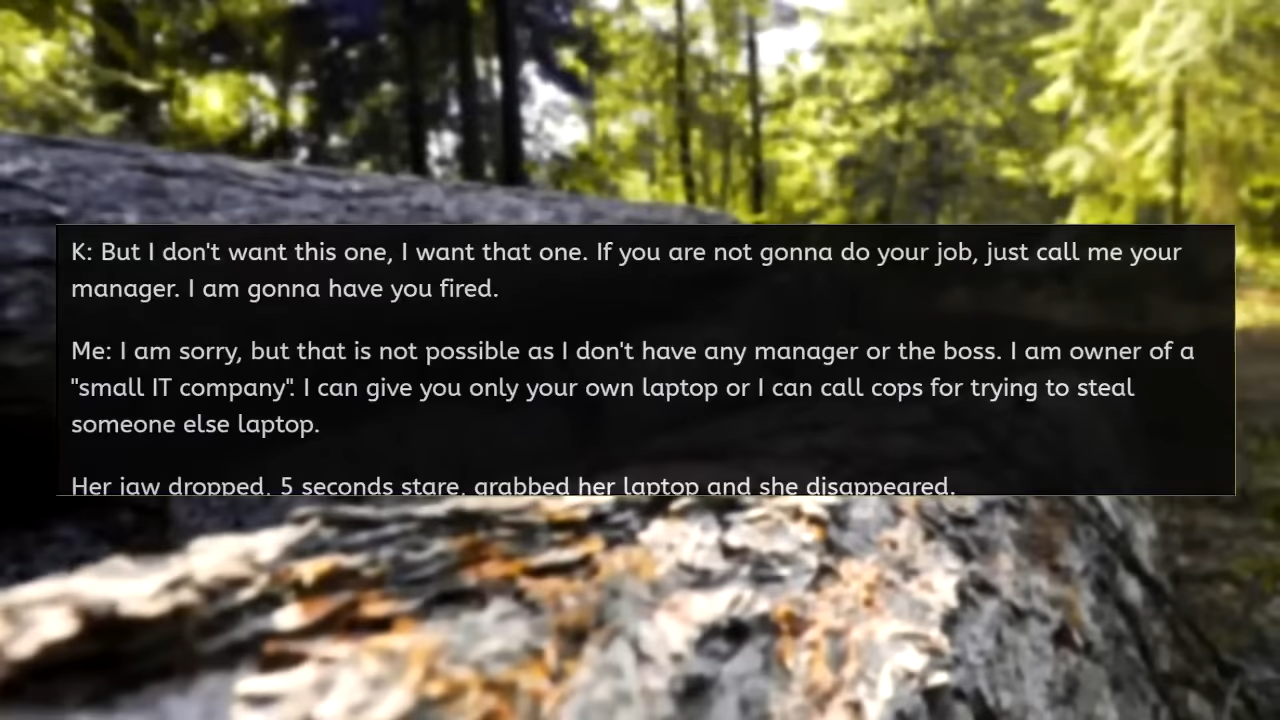 K: But I don't want this one, I want that one. If you are not gonna do your job, just call me your
manager. I am gonna have you fired.
Me: I am sorry, but that is not possible as I don't have any manager or the boss. I am owner of a
"small IT company". I can give you only your own laptop or I can call cops for trying to steal
someone else laptop.
Her jaw dropped, 5 seconds stare, grabbed her laptop and she disappeared.